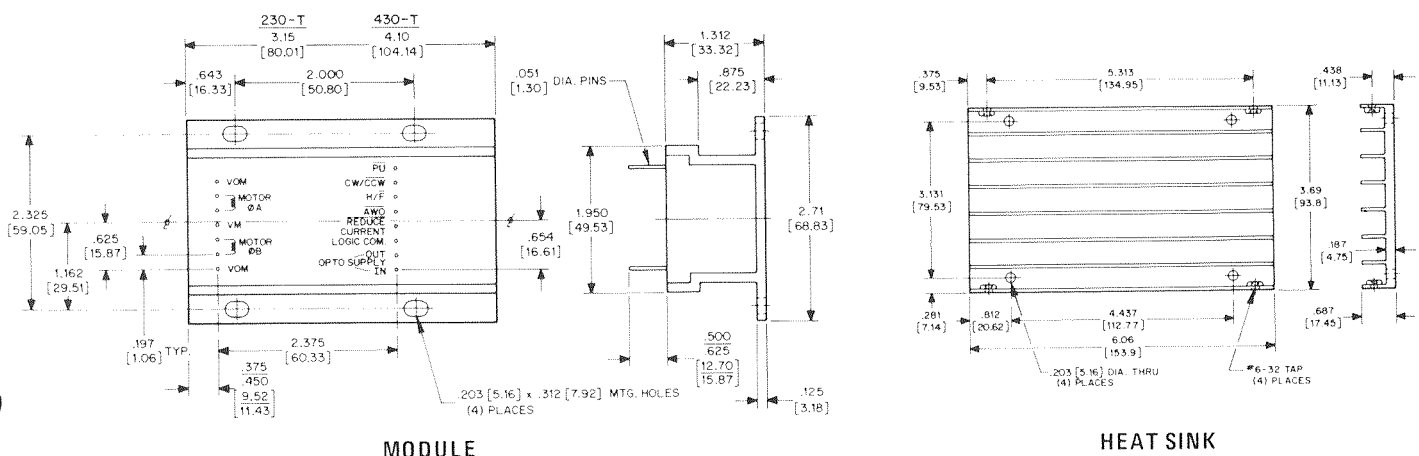 230-T 430-T
3.15 4.10
[80.01] [104.14]
.643
[16.33]
2.000
[50.80]
2.325
[59.05]
.625
[15.87]
1.162
[29.51]
VOM
MOTOR
ØA
VM
MOTOR
ØB
VOM
PU
CW/CCW
H/F
AWO
REDUCE
CURRENT
LOGIC COM.
OUT
OPTO SUPPLY
IN
.654
[16.61]
.197
[1.06] TYP.
2.375
[60.33]
.375
.450
9.52
11.43
.203 [5.16] x .312 [7.92] MTG. HOLES
(4) PLACES
1.312
[33.32]
.051
[1.30] DIA. PINS
.875
[22.23]
1.950
[49.53]
2.71
[68.83]
.500
.625
[12.70]
[15.87]
.125
[3.18]
MODULE
.375
[9.53]
5.313
[134.95]
.438
[11.13]
3.131
[79.53]
3.69
[93.8]
.187
[4.75]
.281
[7.14]
.812
[20.62]
4.437
[112.77]
.687
[17.45]
6.06
[153.9]
.203 [5.16] DIA. THRU
(4) PLACES
#6-32 TAP
(4) PLACES
HEAT SINK